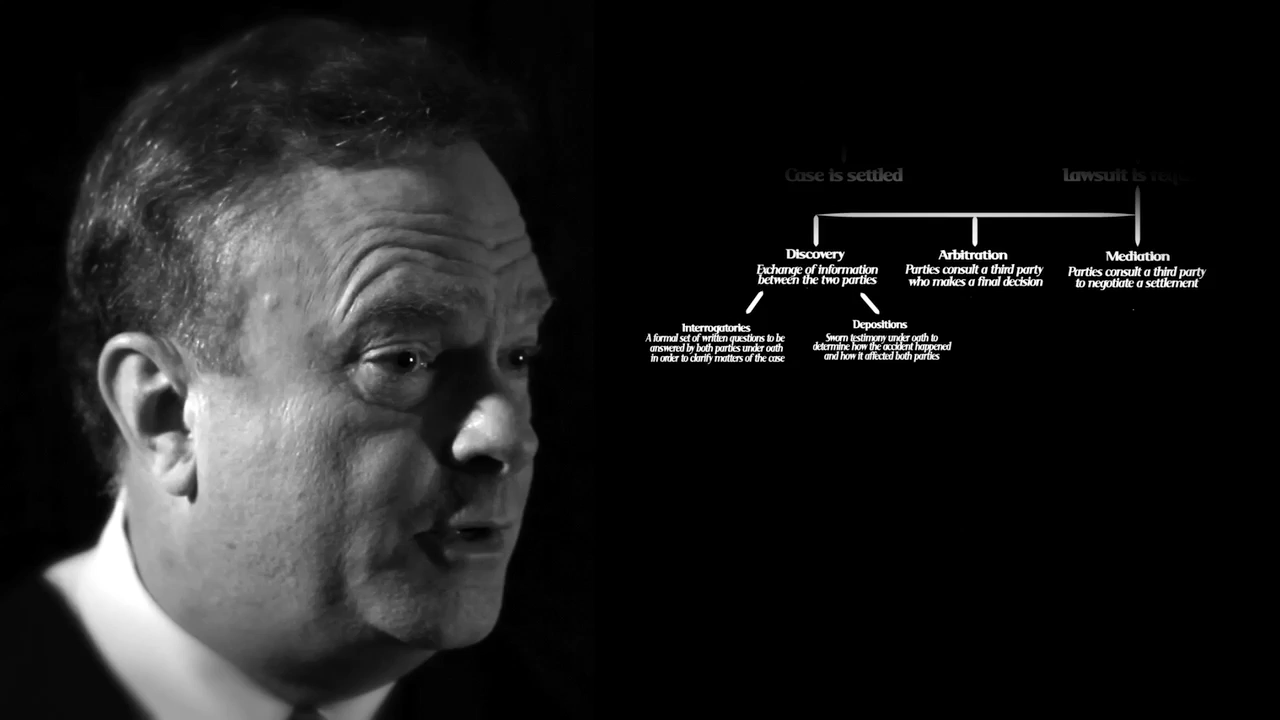 Case is settled
Lawsuit is
Discovery
Exchange of information
between the two parties
Arbitration
Parties consult a third party
who makes a final decision
Mediation
Parties consult a third party
to negotiate a settlement
Interrogatories
A formal set of written questions to be
answered by both parties under oath
in order to clarify matters of the case
Depositions
Sworn testimony under oath to
determine how the accident happened
and how it affected both parties